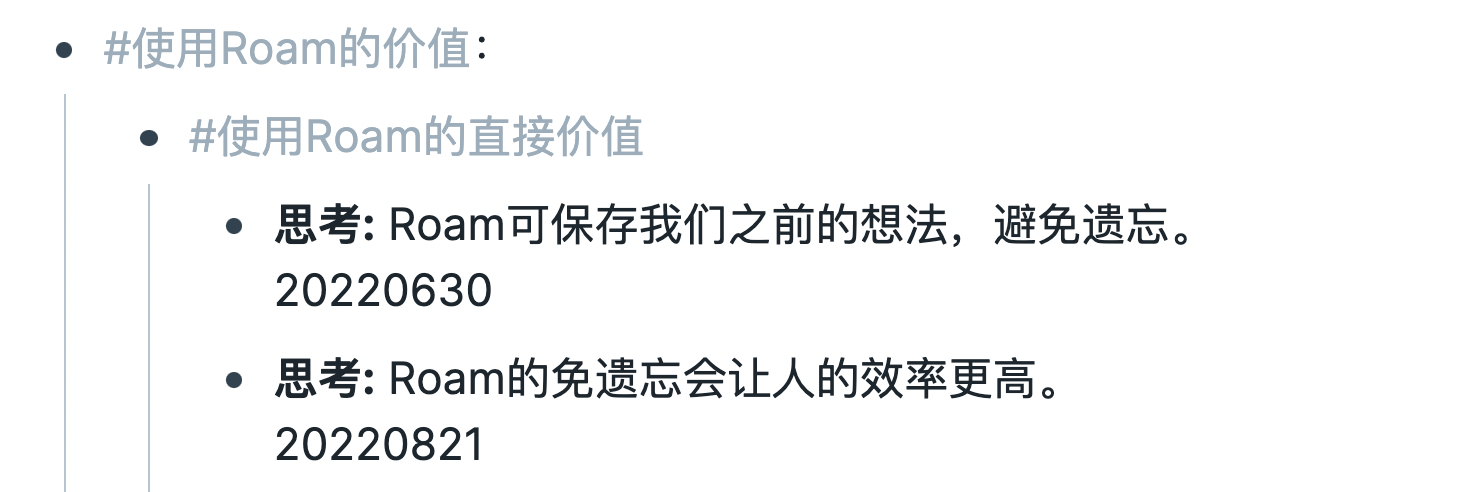 #使用Roam的价值：
#使用Roam的直接价值
思考: Roam可保存我们之前的想法，避免遗忘。
20220630
思考: Roam的免遗忘会让人的效率更高。
20220821